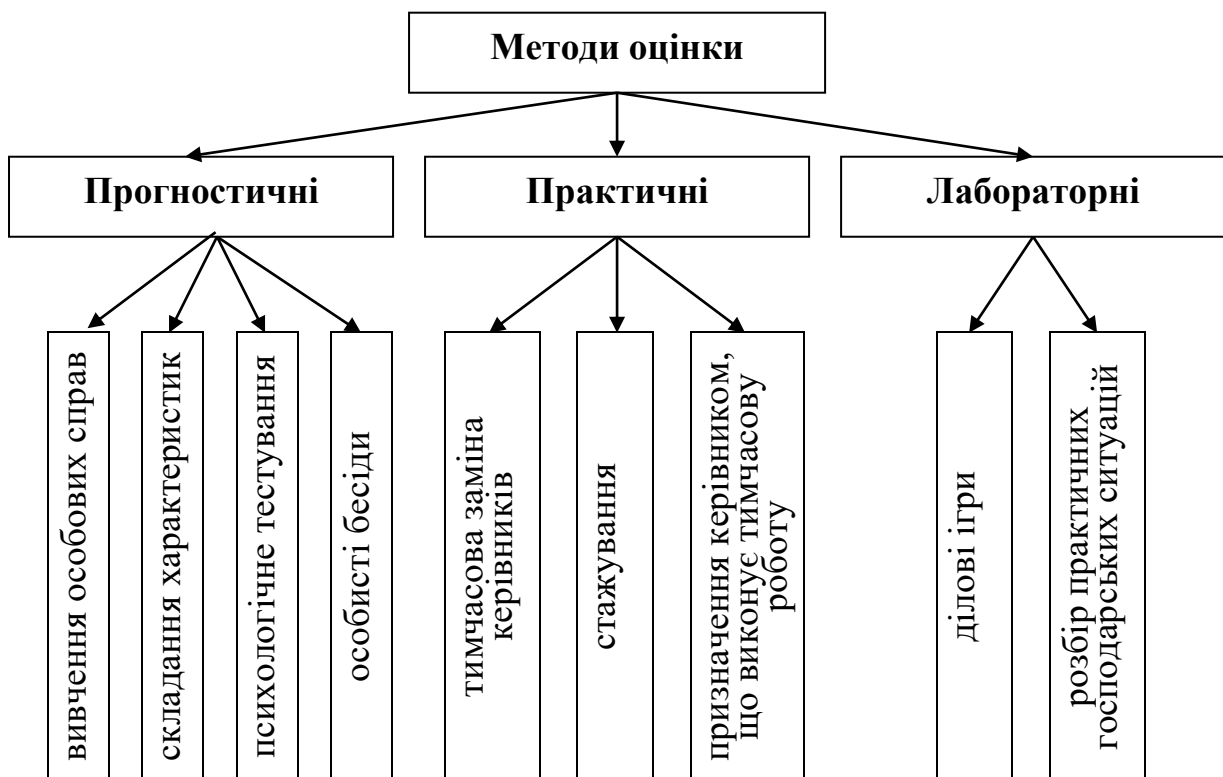 Методи оцінки
Прогностичні
Практичні
Лабораторні
вивчення особових справ
складання характеристик
психологічне тестування
особисті бесіди
тимчасова заміна
керівників
стажування
призначення керівником,
що виконує тимчасову
роботу
ділові ігри
розбір практичних
господарських ситуацій